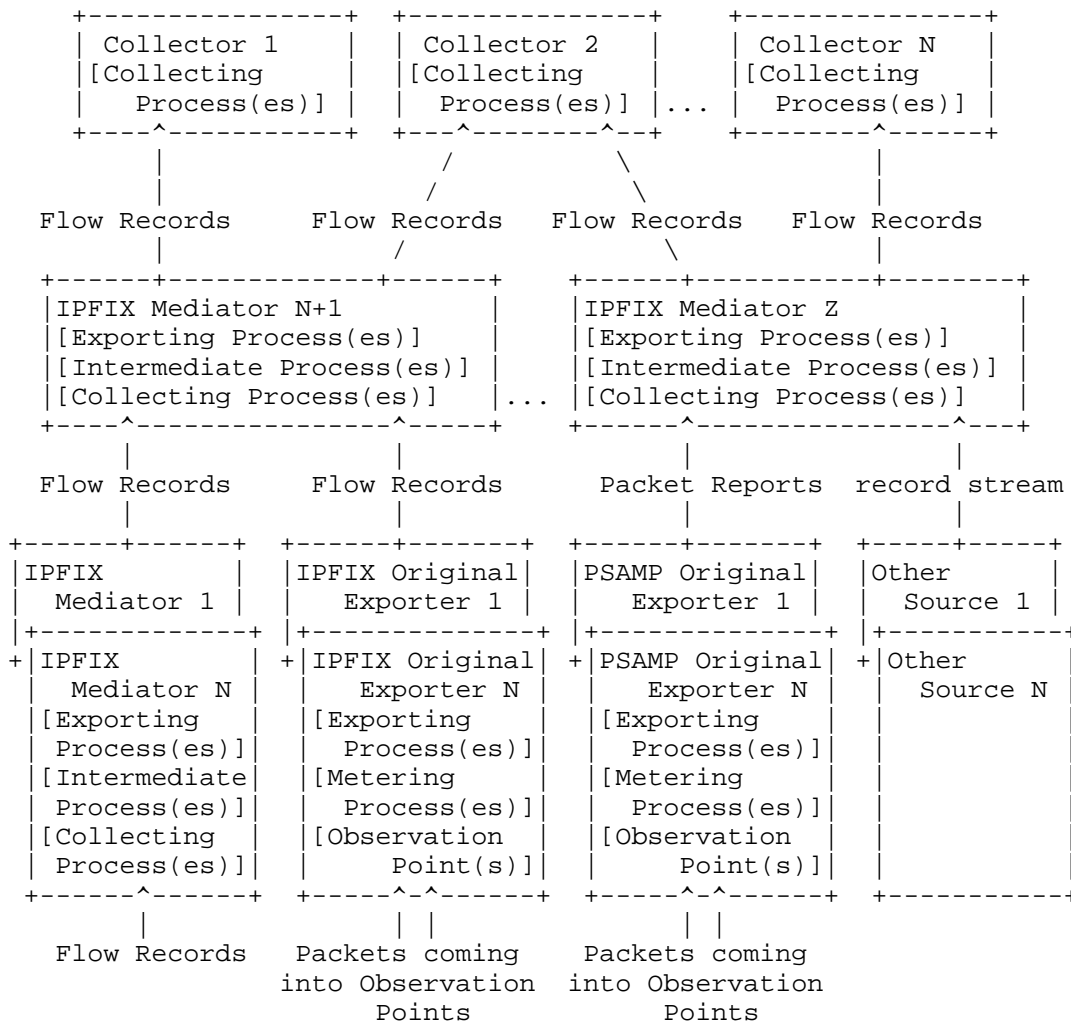 Collector 1 Collector 2 Collector N
[Collecting [Collecting [Collecting
Process(es)] Process(es)] ... Process(es)]
Flow Records Flow Records Flow Records Flow Records
IPFIX Mediator N+1 IPFIX Mediator Z
[Exporting Process(es)] [Exporting Process(es)]
[Intermediate Process(es)] [Intermediate Process(es)]
[Collecting Process(es)] ... [Collecting Process(es)]
Flow Records Flow Records Packet Reports record stream
IPFIX IPFIX Original PSAMP Original Other
Mediator 1 Exporter 1 Exporter 1 Source 1
IPFIX IPFIX Original PSAMP Original Other
Mediator N Exporter N Exporter N Source N
[Exporting [Exporting [Exporting
Process(es)] Process(es)] Process(es)]
[Intermediate [Metering [Metering
Process(es)] Process(es)] Process(es)]
[Collecting [Observation [Observation
Process(es)] Point(s)] Point(s)]
Flow Records Packets coming Packets coming
into Observation into Observation
Points Points